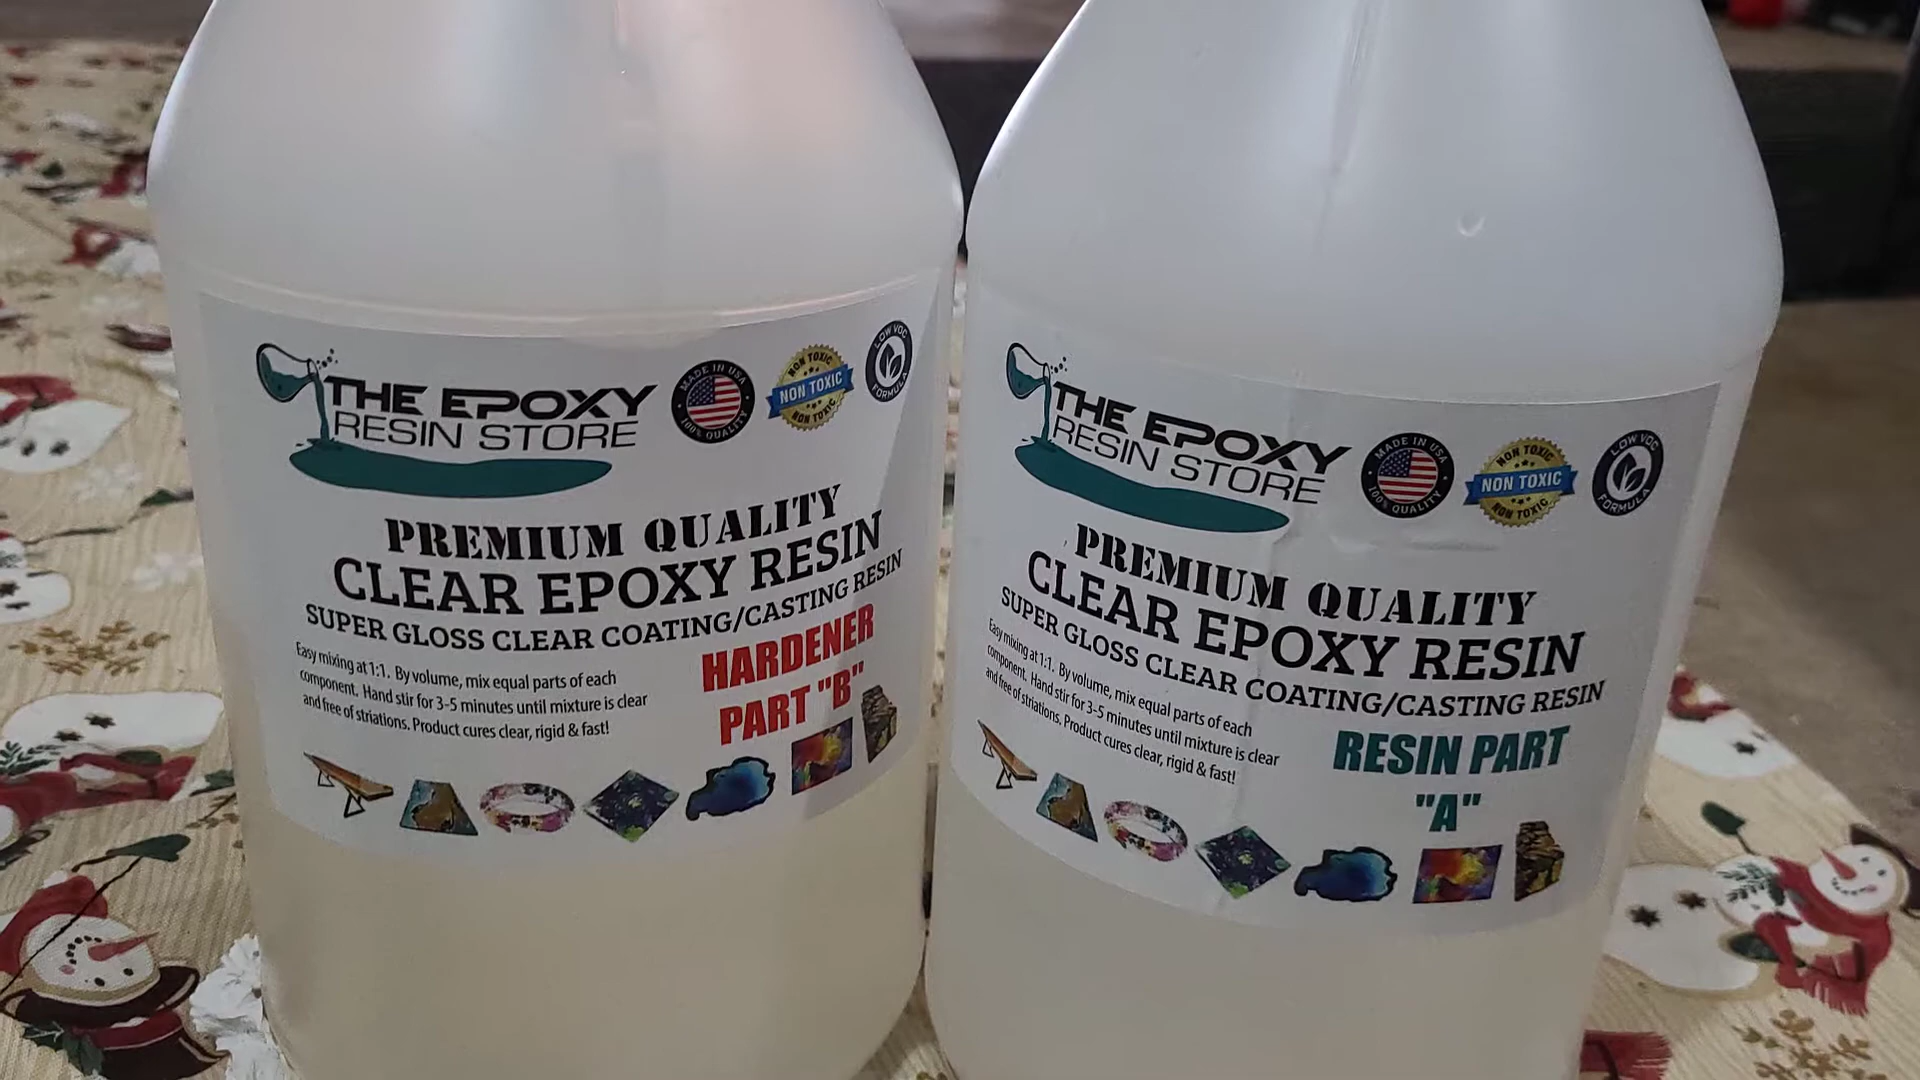 THE EPOXY
RESIN STORE
MADE IN USA
100% QUALITY
NON TOXIC
NON TOXIC
NON TOXIC
LOW VOC
FORMULA
PREMIUM QUALITY
CLEAR EPOXY RESIN
SUPER GLOSS CLEAR COATING/CASTING RESIN
Easy mixing at 1:1. By volume, mix equal parts of each
component. Hand stir for 3-5 minutes until mixture is clear
and free of striations. Product cures clear, rigid & fast!
HARDENER
PART "B"
THE EPOXY
RESIN STORE
MADE IN USA
100% QUALITY
NON TOXIC
NON TOXIC
NON TOXIC
LOW VOC
FORMULA
PREMIUM QUALITY
CLEAR EPOXY RESIN
SUPER GLOSS CLEAR COATING/CASTING RESIN
Easy mixing at 1:1. By volume, mix equal parts of each
component. Hand stir for 3-5 minutes until mixture is clear
and free of striations. Product cures clear, rigid & fast!
RESIN PART
"A"